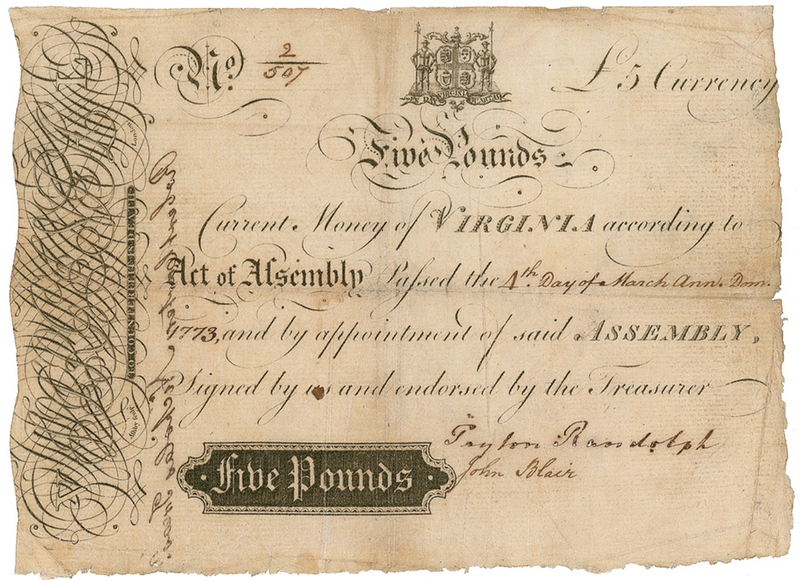 No. 2/507
£5 Currency
Five Pounds
Current Money of VIRGINIA according to
Act of Aſsembly Paſsed the 4th. Day of March Ann. Dom.
1773, and by appointment of said ASSEMBLY,
Signed by us and endorsed by the Treasurer
Peyton Randolph
John Blair
Five Pounds